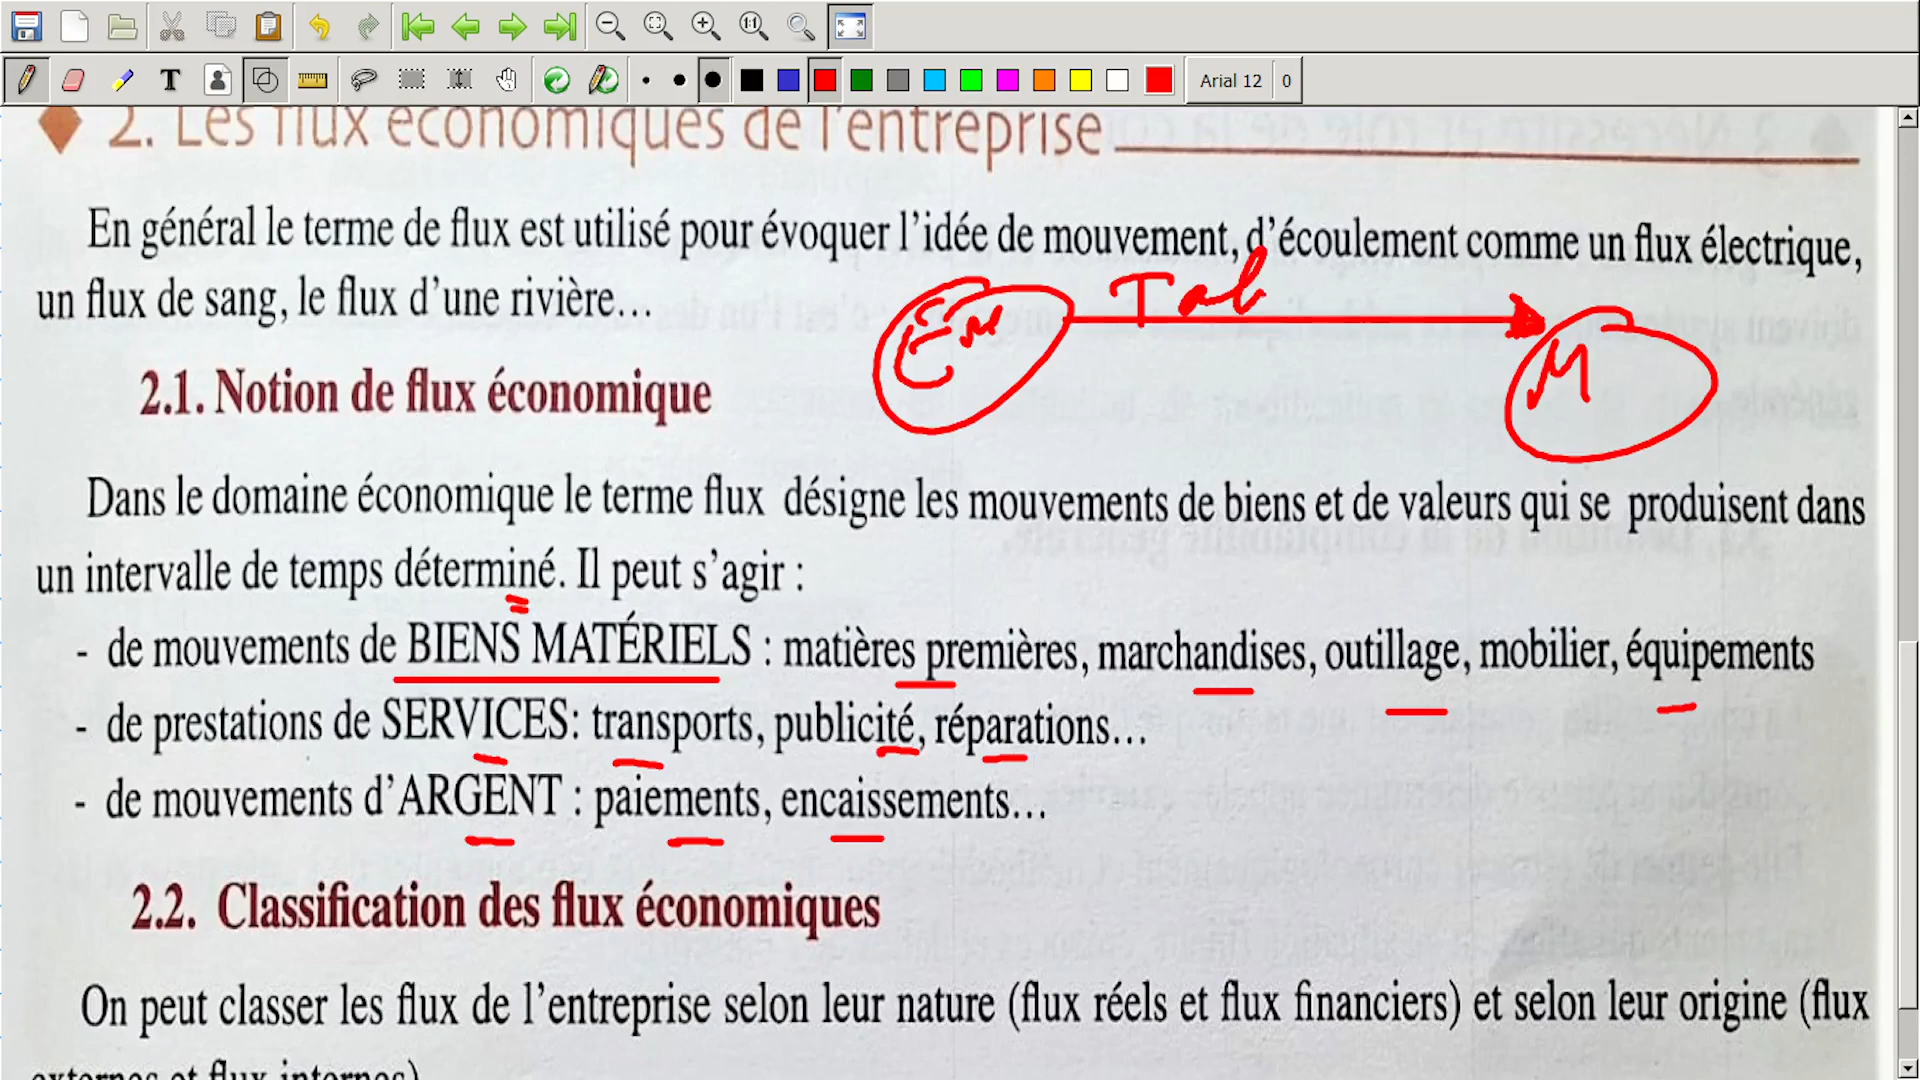 T
1:1
Arial 12
0
2. Les flux économiques de l'entreprise
En général le terme de flux est utilisé pour évoquer l'idée de mouvement, d'écoulement comme un flux électrique,
un flux de sang, le flux d'une rivière…
M
2.1. Notion de flux économique
Dans le domaine économique le terme flux désigne les mouvements de biens et de valeurs qui se produisent dans
un intervalle de temps déterminé. Il peut s'agir :
- de mouvements de BIENS MATÉRIELS : matières premières, marchandises, outillage, mobilier, équipements
- de prestations de SERVICES: transports, publicité, réparations…
- de mouvements d'ARGENT : paiements, encaissements…
2.2. Classification des flux économiques
On peut classer les flux de l'entreprise selon leur nature (flux réels et flux financiers) et selon leur origine (flux
externes et flux internes)